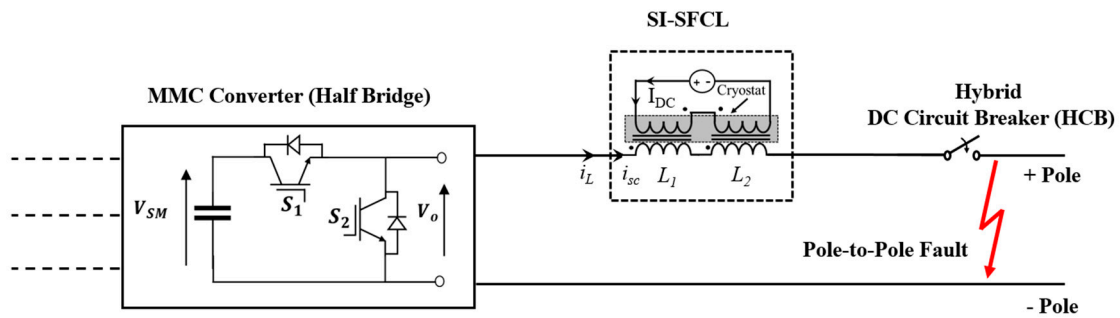 SI-SFCL
MMC Converter (Half Bridge)
+ -
I_DC
Cryostat
Hybrid
DC Circuit Breaker (HCB)
V_SM
S_1
S_2
V_o
i_L
i_sc
L_1
L_2
+ Pole
Pole-to-Pole Fault
- Pole